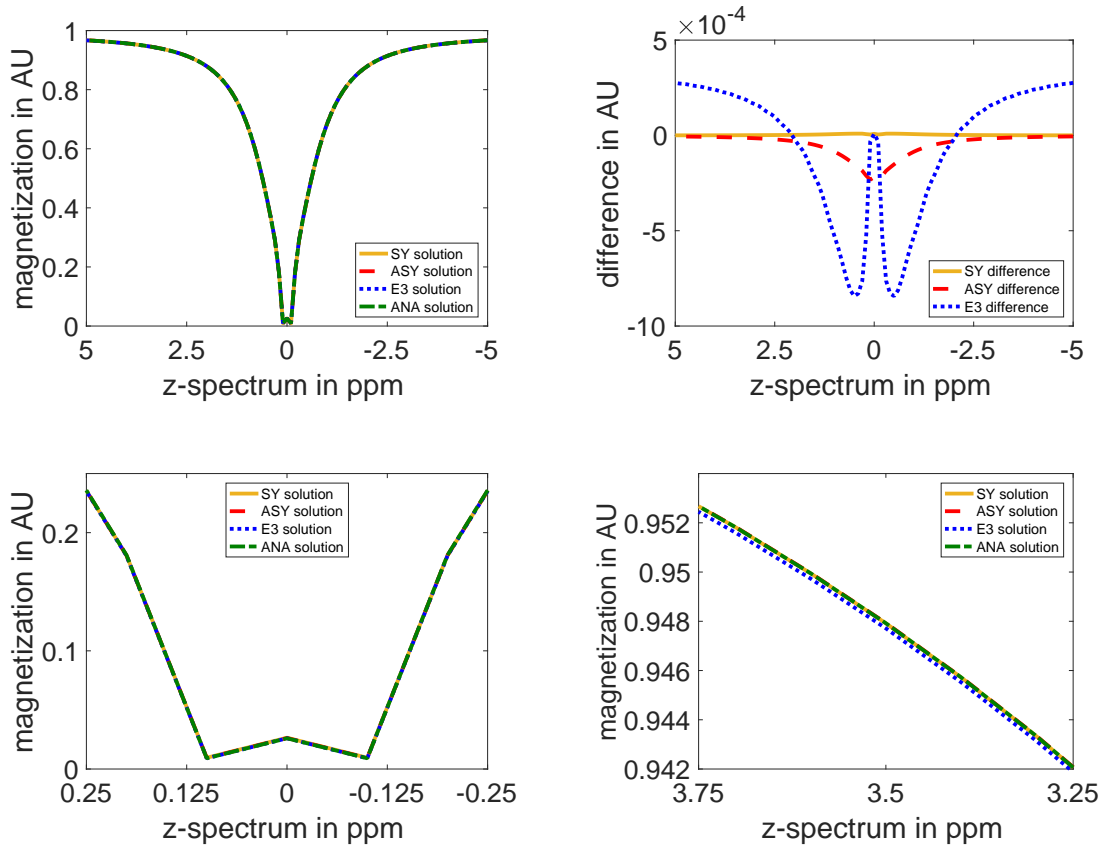 magnetization in AU
1
0.8
0.6
0.4
0.2
0
5
2.5
0
-2.5
-5
z-spectrum in ppm
SY solution
ASY solution
E3 solution
ANA solution
×10⁻⁴
difference in AU
5
0
-5
-10
5
2.5
0
-2.5
-5
z-spectrum in ppm
SY difference
ASY difference
E3 difference
magnetization in AU
0.2
0.1
0
0.25
0.125
0
-0.125
-0.25
z-spectrum in ppm
SY solution
ASY solution
E3 solution
ANA solution
magnetization in AU
0.952
0.95
0.948
0.946
0.944
0.942
3.75
3.5
3.25
z-spectrum in ppm
SY solution
ASY solution
E3 solution
ANA solution